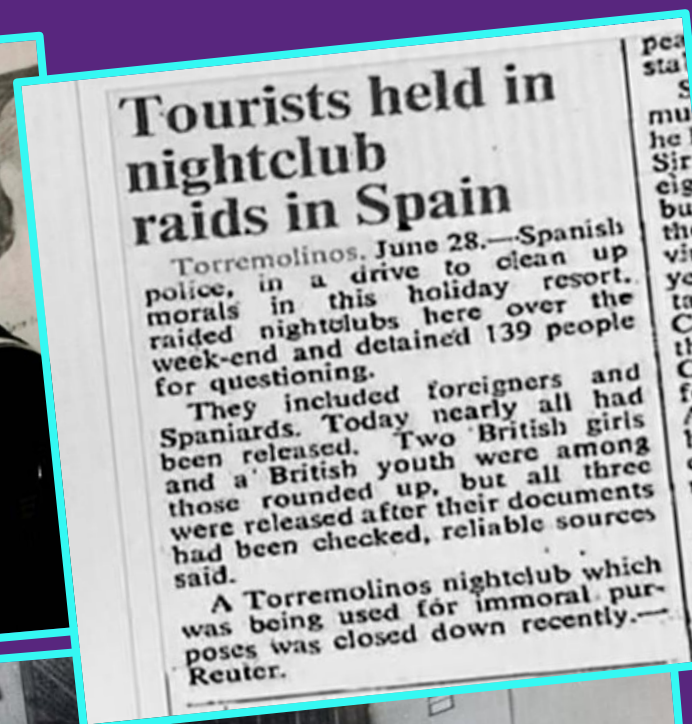 Tourists held in
nightclub
raids in Spain
Torremolinos, June 28.—Spanish
police, in a drive to clean up
morals in this holiday resort,
raided nightclubs here over the
week-end and detained 139 people
for questioning.
They included foreigners and
Spaniards. Today nearly all had
been released. Two British girls
and a British youth were among
those rounded up, but all three
were released after their documents
had been checked, reliable sources
said.
A Torremolinos nightclub which
was being used for immoral pur-
poses was closed down recently.—
Reuter.